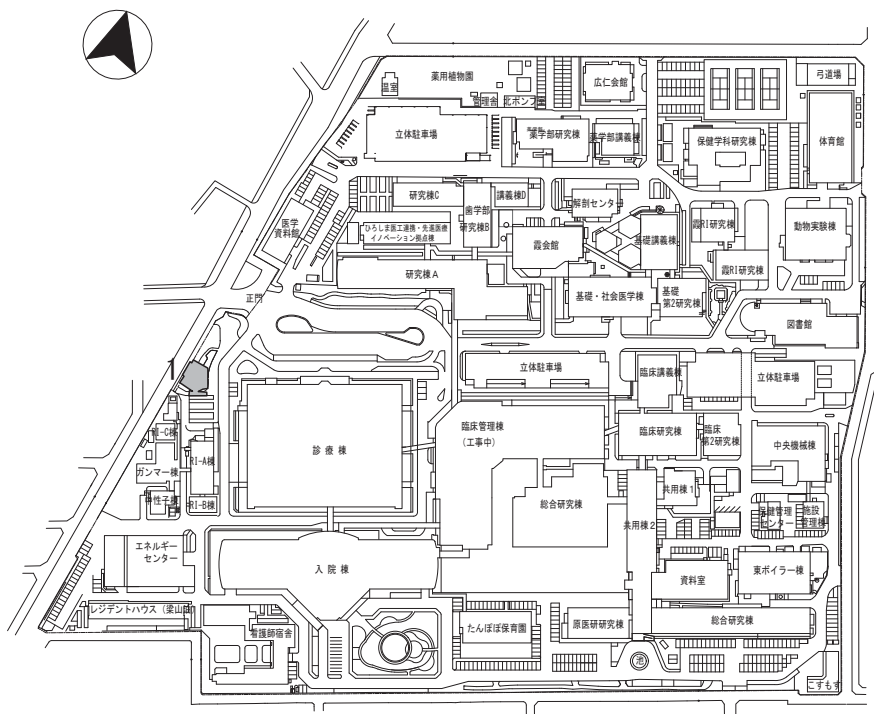 薬用植物園
温室
管理舎
北ポンプ室
広仁会館
弓道場
立体駐車場
薬学部研究棟
薬学部講義棟
保健学科研究棟
体育館
研究棟C
歯学部
研究棟B
講義棟D
解剖センター
医学
資料館
ひろしま医工連携・先進医療
イノベーション拠点棟
霞会館
基礎講義棟
霞RI研究棟
動物実験棟
研究棟A
霞RI研究棟
正門
基礎・社会医学棟
基礎
第2研究棟
図書館
1
立体駐車場
臨床講義棟
立体駐車場
診療棟
臨床管理棟
(工事中)
臨床研究棟
臨床
第2研究棟
中央機械棟
RI-C棟
RI-A棟
ガンマー棟
中性子棟
RI-B棟
総合研究棟
共用棟1
共用棟2
保健管理
センター
施設
管理棟
エネルギー
センター
入院棟
資料室
東ボイラー棟
レジデントハウス(梁山泊)
看護師宿舎
たんぽぽ保育園
原医研研究棟
総合研究棟
池
こすもす